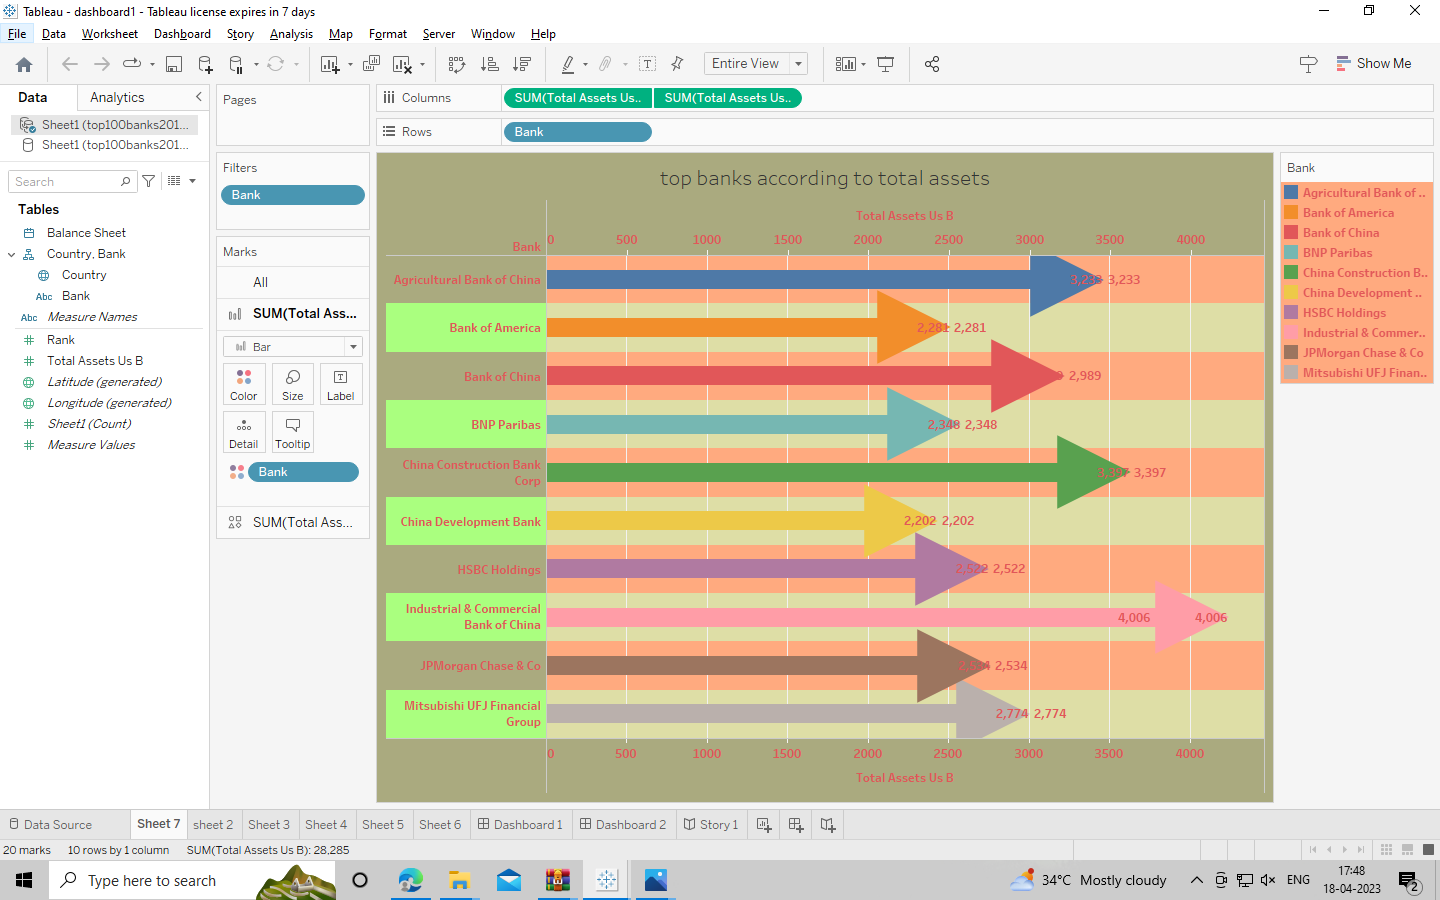 Tableau - dashboard1 - Tableau license expires in 7 days
File Data Worksheet Dashboard Story Analysis Map Format Server Window Help
Entire View
Show Me
Data Analytics
Sheet1 (top100banks201...
Sheet1 (top100banks201...
Search
Tables
Balance Sheet
Country, Bank
Country
Abc Bank
Abc Measure Names
Rank
Total Assets Us B
Latitude (generated)
Longitude (generated)
Sheet1 (Count)
Measure Values
Pages
Filters
Bank
Marks
All
SUM(Total Ass...
Bar
Color Size Label
Detail Tooltip
Bank
SUM(Total Ass...
Columns SUM(Total Assets Us.. SUM(Total Assets Us..
Rows Bank
top banks according to total assets
Total Assets Us B
Bank 0 500 1000 1500 2000 2500 3000 3500 4000
Agricultural Bank of China 3,233 3,233
Bank of America 2,281 2,281
Bank of China 2,989
BNP Paribas 2,348 2,348
China Construction Bank
Corp 3,397 3,397
China Development Bank 2,202 2,202
HSBC Holdings 2,522 2,522
Industrial & Commercial
Bank of China 4,006 4,006
JPMorgan Chase & Co 2,534
Mitsubishi UFJ Financial
Group 2,774 2,774
0 500 1000 1500 2000 2500 3000 3500 4000
Total Assets Us B
Bank
Agricultural Bank of ..
Bank of America
Bank of China
BNP Paribas
China Construction B..
China Development ..
HSBC Holdings
Industrial & Commer..
JPMorgan Chase & Co
Mitsubishi UFJ Finan..
Data Source Sheet 7 sheet 2 Sheet 3 Sheet 4 Sheet 5 Sheet 6 Dashboard 1 Dashboard 2 Story 1
20 marks 10 rows by 1 column SUM(Total Assets Us B): 28,285
Type here to search
34°C Mostly cloudy
ENG
17:48
18-04-2023
2